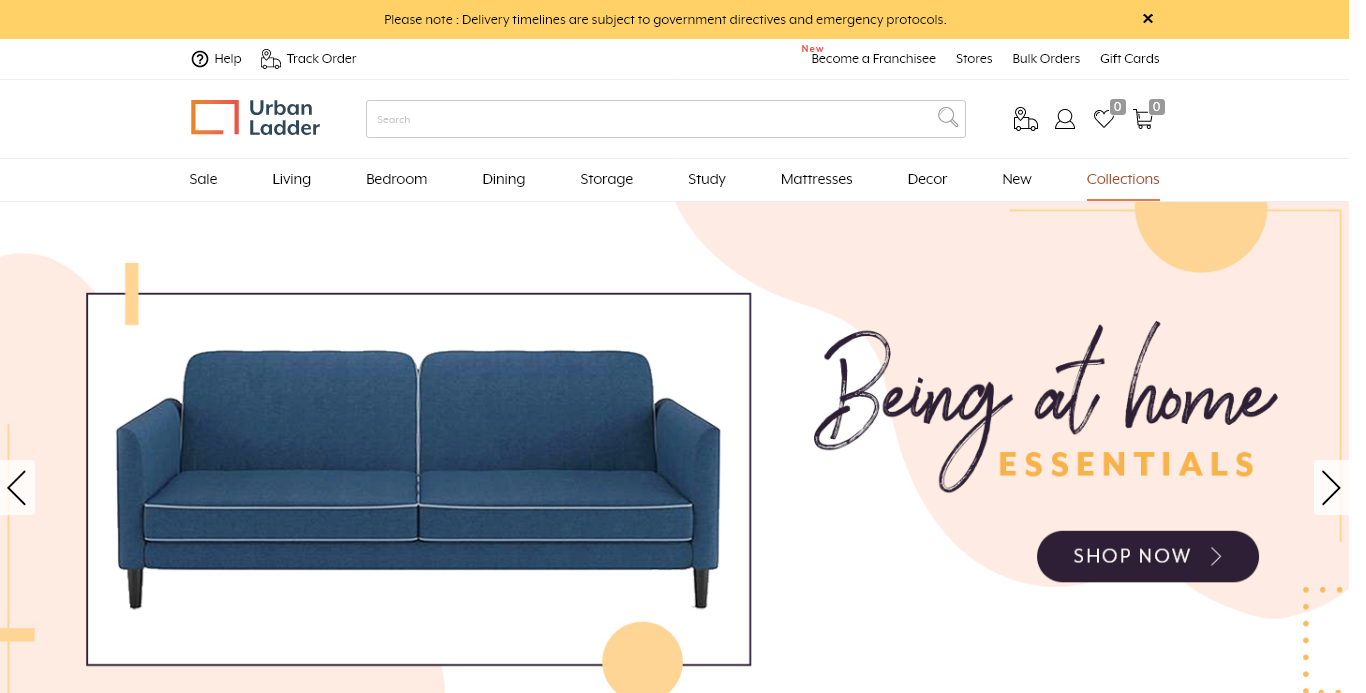 Please note : Delivery timelines are subject to government directives and emergency protocols.
Help Track Order New Become a Franchisee Stores Bulk Orders Gift Cards
Urban
Ladder
Search
0 0
Sale Living Bedroom Dining Storage Study Mattresses Decor New Collections
Being at home
ESSENTIALS
SHOP NOW